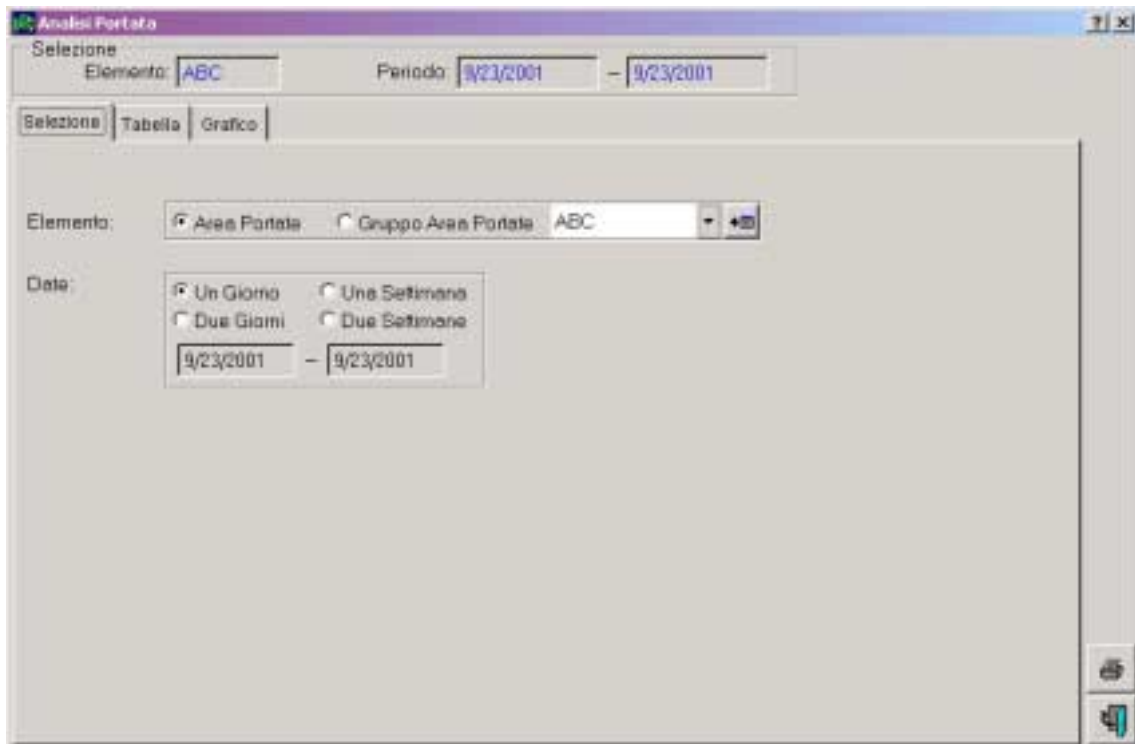 Analisi Portata
Selezione
Elemento: ABC Periodo: 9/23/2001 – 9/23/2001
Selezione Tabella Grafico
Elemento: Area Portate Gruppo Area Portate ABC
Date:
Un Giorno Una Settimana
Due Giorni Due Settimane
9/23/2001 – 9/23/2001